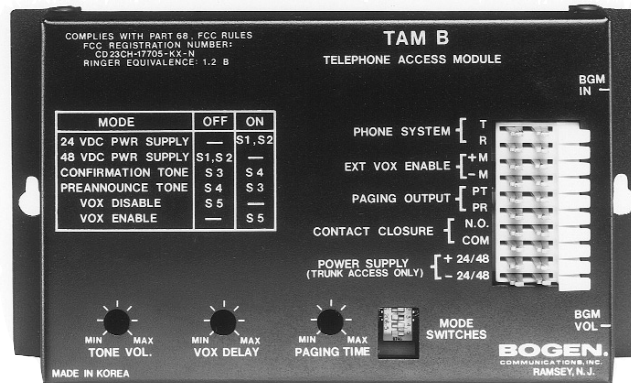 COMPLIES WITH PART 68, FCC RULES
FCC REGISTRATION NUMBER:
CD23CH-17705-KX-N
RINGER EQUIVALENCE: 1.2 B
TAM B
TELEPHONE ACCESS MODULE
BGM
IN
MODE OFF ON
24 VDC PWR SUPPLY — S1,S2
48 VDC PWR SUPPLY S1,S2 —
CONFIRMATION TONE S3 S4
PREANNOUNCE TONE S4 S3
VOX DISABLE S5 —
VOX ENABLE — S5
PHONE SYSTEM T
R
EXT VOX ENABLE +M
-M
PAGING OUTPUT PT
PR
CONTACT CLOSURE N.O.
COM
POWER SUPPLY + 24/48
(TRUNK ACCESS ONLY) - 24/48
MIN MAX
TONE VOL.
MIN MAX
VOX DELAY
MIN MAX
PAGING TIME
MODE
SWITCHES
BGM
VOL
BOGEN.
COMMUNICATIONS, INC.
RAMSEY, N.J.
MADE IN KOREA